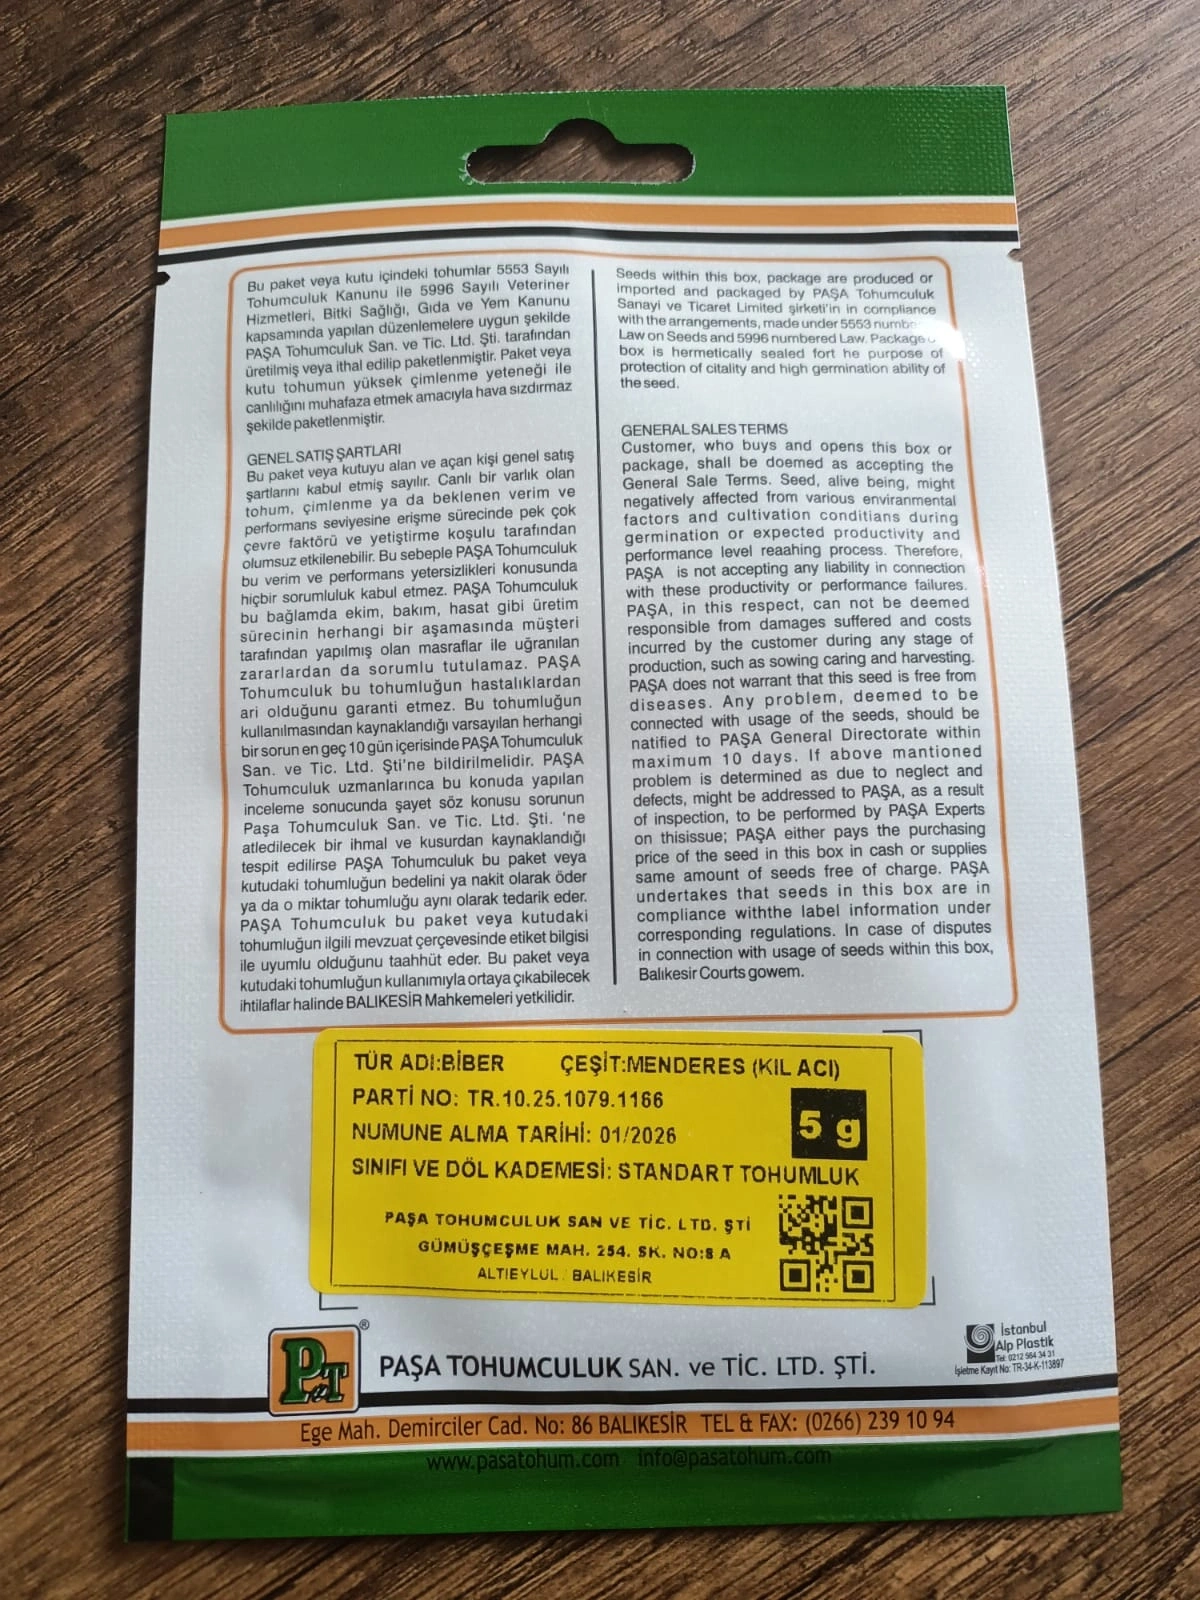 Bu paket veya kutu içindeki tohumlar 5553 Sayılı
Tohumculuk Kanunu ile 5996 Sayılı Veteriner
Hizmetleri, Bitki Sağlığı, Gıda ve Yem Kanunu
kapsamında yapılan düzenlemelere uygun şekilde
PAŞA Tohumculuk San. ve Tic. Ltd. Şti. tarafından
üretilmiş veya ithal edilip paketlenmiştir. Paket veya
kutu tohumun yüksek çimlenme yeteneği ile
canlılığını muhafaza etmek amacıyla hava sızdırmaz
şekilde paketlenmiştir.
GENEL SATIŞ ŞARTLARI
Bu paket veya kutuyu alan ve açan kişi genel satış
şartlarını kabul etmiş sayılır. Canlı bir varlık olan
tohum, çimlenme ya da beklenen verim ve
performans seviyesine erişme sürecinde pek çok
çevre faktörü ve yetiştirme koşulu tarafından
olumsuz etkilenebilir. Bu sebeple PAŞA Tohumculuk
bu verim ve performans yetersizlikleri konusunda
hiçbir sorumluluk kabul etmez. PAŞA Tohumculuk
bu bağlamda ekim, bakım, hasat gibi üretim
sürecinin herhangi bir aşamasında müşteri
tarafından yapılmış olan masraflar ile uğranılan
zararlardan da sorumlu tutulamaz. PAŞA
Tohumculuk bu tohumluğun hastalıklardan
ari olduğunu garanti etmez. Bu tohumluğun
kullanılmasından kaynaklandığı varsayılan herhangi
bir sorun en geç 10 gün içerisinde PAŞA Tohumculuk
San. ve Tic. Ltd. Şti'ne bildirilmelidir. PAŞA
Tohumculuk uzmanlarınca bu konuda yapılan
inceleme sonucunda şayet söz konusu sorunun
Paşa Tohumculuk San. ve Tic. Ltd. Şti. 'ne
atledilecek bir ihmal ve kusurdan kaynaklandığı
tespit edilirse PAŞA Tohumculuk bu paket veya
kutudaki tohumluğun bedelini ya nakit olarak öder
ya da o miktar tohumluğu aynı olarak tedarik eder.
PAŞA Tohumculuk bu paket veya kutudaki
tohumluğun ilgili mevzuat çerçevesinde etiket bilgisi
ile uyumlu olduğunu taahhüt eder. Bu paket veya
kutudaki tohumluğun kullanımıyla ortaya çıkabilecek
ihtilaflar halinde BALIKESİR Mahkemeleri yetkilidir.
Seeds within this box, package are produced or
imported and packaged by PAŞA Tohumculuk
Sanayi ve Ticaret Limited şirketi'in in compliance
with the arrangements, made under 5553 numbe
Law on Seeds and 5996 numbered Law. Package
box is hermetically sealed fort he purpose of
protection of citality and high germination ability of
the seed.
GENERAL SALES TERMS
Customer, who buys and opens this box or
package, shall be doemed as accepting the
General Sale Terms. Seed, alive being, might
negatively affected from various enviranmental
factors and cultivation conditians during
germination or expected productivity and
performance level reaahing process. Therefore,
PAŞA is not accepting any liability in connection
with these productivity or performance failures.
PAŞA, in this respect, can not be deemed
responsible from damages suffered and costs
incurred by the customer during any stage of
production, such as sowing caring and harvesting.
PAŞA does not warrant that this seed is free from
diseases. Any problem, deemed to be
connected with usage of the seeds, should be
natified to PAŞA General Directorate within
maximum 10 days. If above mantioned
problem is determined as due to neglect and
defects, might be addressed to PAŞA, as a result
of inspection, to be performed by PAŞA Experts
on thisissue; PAŞA either pays the purchasing
price of the seed in this box in cash or supplies
same amount of seeds free of charge. PAŞA
undertakes that seeds in this box are in
compliance withthe label information under
corresponding regulations. In case of disputes
in connection with usage of seeds within this box,
Balıkesir Courts gowem.
TÜR ADI:BİBER ÇEŞİT:MENDERES (KIL ACI)
PARTİ NO: TR.10.25.1079.1166
5 g
NUMUNE ALMA TARİHİ: 01/2026
SINIFI VE DÖL KADEMESİ: STANDART TOHUMLUK
PAŞA TOHUMCULUK SAN VE TİC. LTD. ŞTİ
GÜMÜŞÇEŞME MAH. 254. SK. NO:8 A
ALTIEYLUL / BALIKESİR
P T ®
PAŞA TOHUMCULUK SAN. ve TİC. LTD. ŞTİ.
İstanbul
Alp Plastik
Tel: 0212 564 34 31
İşletme Kayıt No: TR-34-K-113897
Ege Mah. Demirciler Cad. No: 86 BALIKESİR TEL & FAX: (0266) 239 10 94
www.pasatohum.com info@pasatohum.com